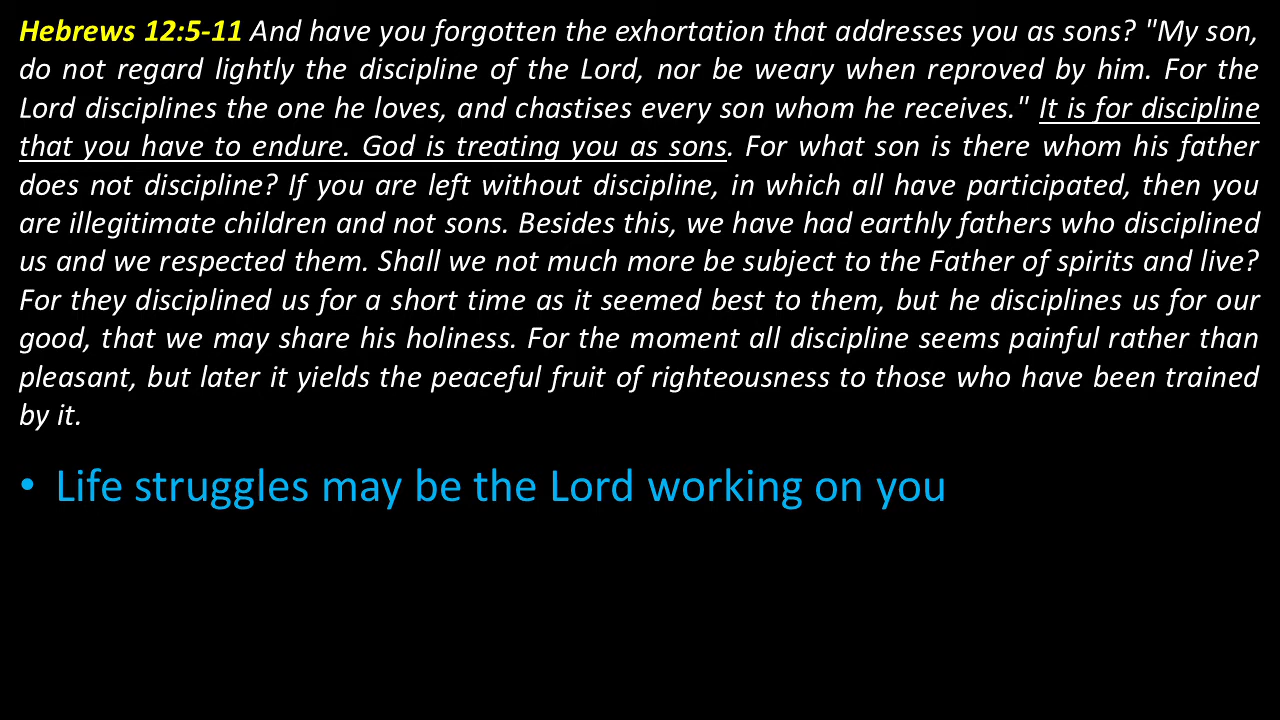 Hebrews 12:5-11 And have you forgotten the exhortation that addresses you as sons? "My son,
do not regard lightly the discipline of the Lord, nor be weary when reproved by him. For the
Lord disciplines the one he loves, and chastises every son whom he receives." It is for discipline
that you have to endure. God is treating you as sons. For what son is there whom his father
does not discipline? If you are left without discipline, in which all have participated, then you
are illegitimate children and not sons. Besides this, we have had earthly fathers who disciplined
us and we respected them. Shall we not much more be subject to the Father of spirits and live?
For they disciplined us for a short time as it seemed best to them, but he disciplines us for our
good, that we may share his holiness. For the moment all discipline seems painful rather than
pleasant, but later it yields the peaceful fruit of righteousness to those who have been trained
by it.
• Life struggles may be the Lord working on you